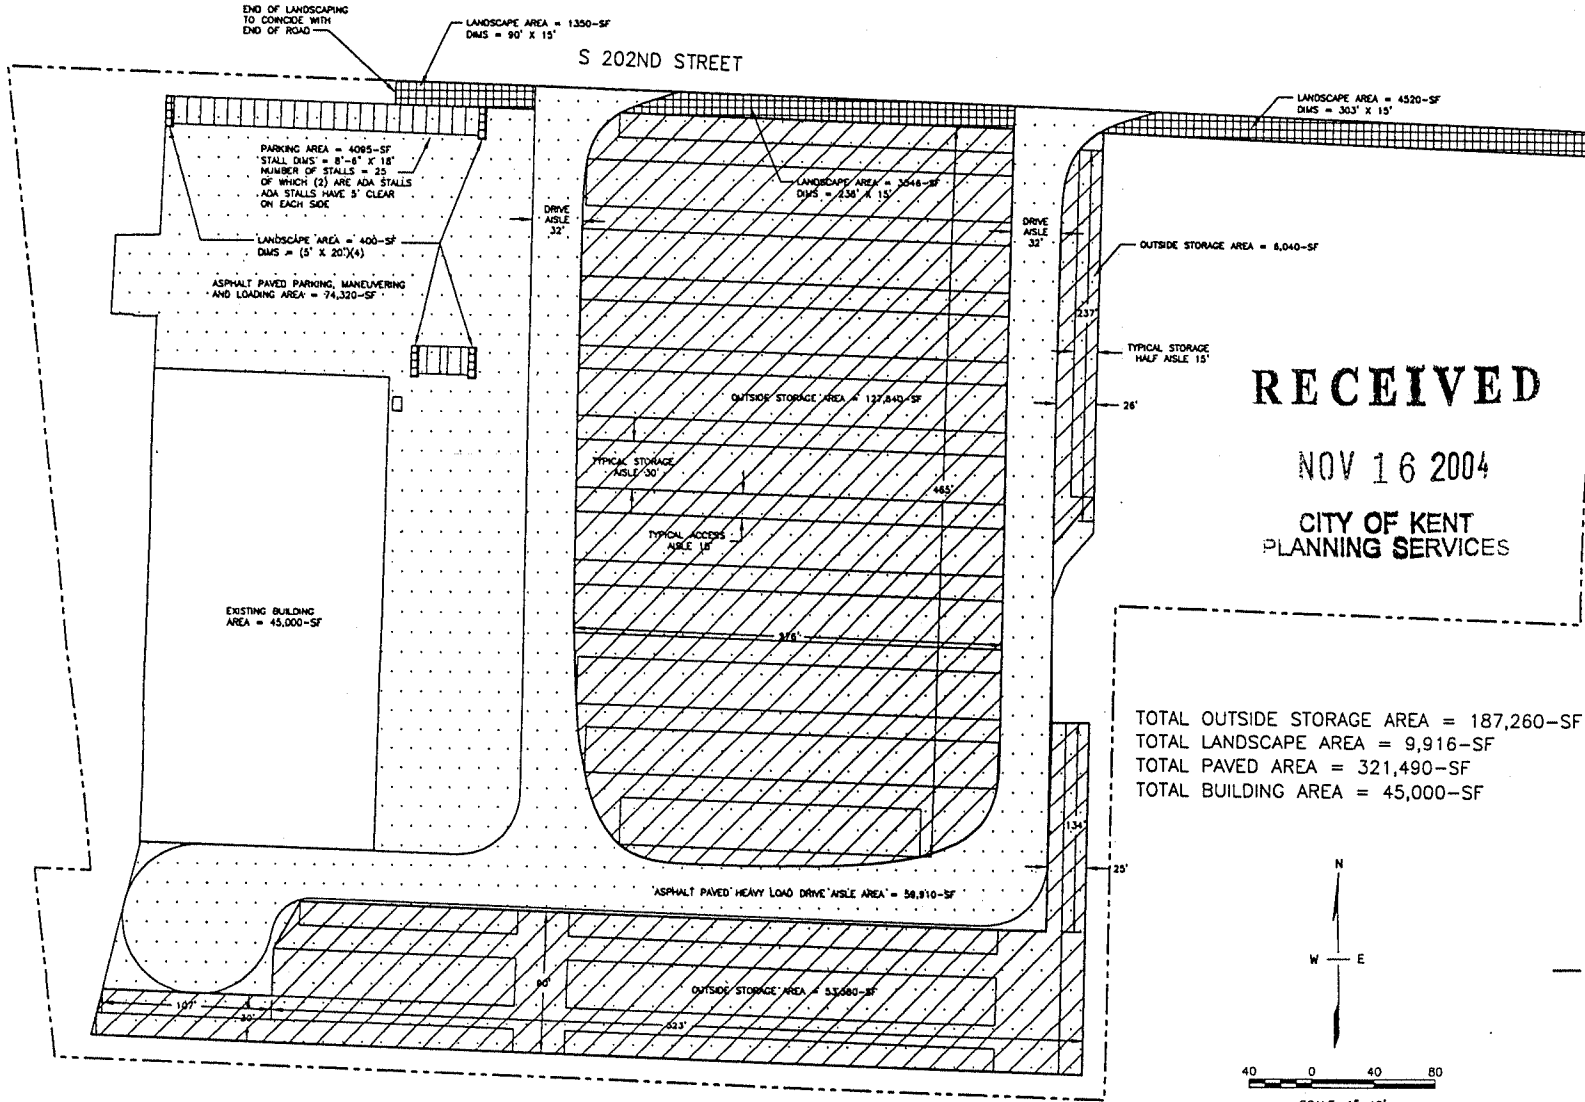 END OF LANDSCAPING
TO COINCIDE WITH
END OF ROAD
LANDSCAPE AREA = 1350-SF
DIMS = 90' X 15'
S 202ND STREET
LANDSCAPE AREA = 4520-SF
DIMS = 303' X 15'
PARKING AREA = 4095-SF
STALL DIMS = 8'-6" X 18'
NUMBER OF STALLS = 25
OF WHICH (2) ARE ADA STALLS
ADA STALLS HAVE 5' CLEAR
ON EACH SIDE
LANDSCAPE AREA = 3546-SF
DIMS = 236' X 15'
DRIVE
AISLE
32'
DRIVE
AISLE
32'
LANDSCAPE AREA = 400-SF
DIMS = (5' X 20')(4)
OUTSIDE STORAGE AREA = 6,040-SF
ASPHALT PAVED PARKING, MANEUVERING
AND LOADING AREA = 74,320-SF
237'
TYPICAL STORAGE
HALF AISLE 15'
RECEIVED
OUTSIDE STORAGE AREA = 127,640-SF
26'
TYPICAL STORAGE
AISLE 30'
465'
NOV 16 2004
TYPICAL ACCESS
AISLE 15'
CITY OF KENT
PLANNING SERVICES
EXISTING BUILDING
AREA = 45,000-SF
276'
TOTAL OUTSIDE STORAGE AREA = 187,260-SF
TOTAL LANDSCAPE AREA = 9,916-SF
TOTAL PAVED AREA = 321,490-SF
TOTAL BUILDING AREA = 45,000-SF
134'
25'
ASPHALT PAVED HEAVY LOAD DRIVE AISLE AREA = 59,910-SF
N
W E
90'
OUTSIDE STORAGE AREA = 53,580-SF
107'
30'
523'
40 0 40 80